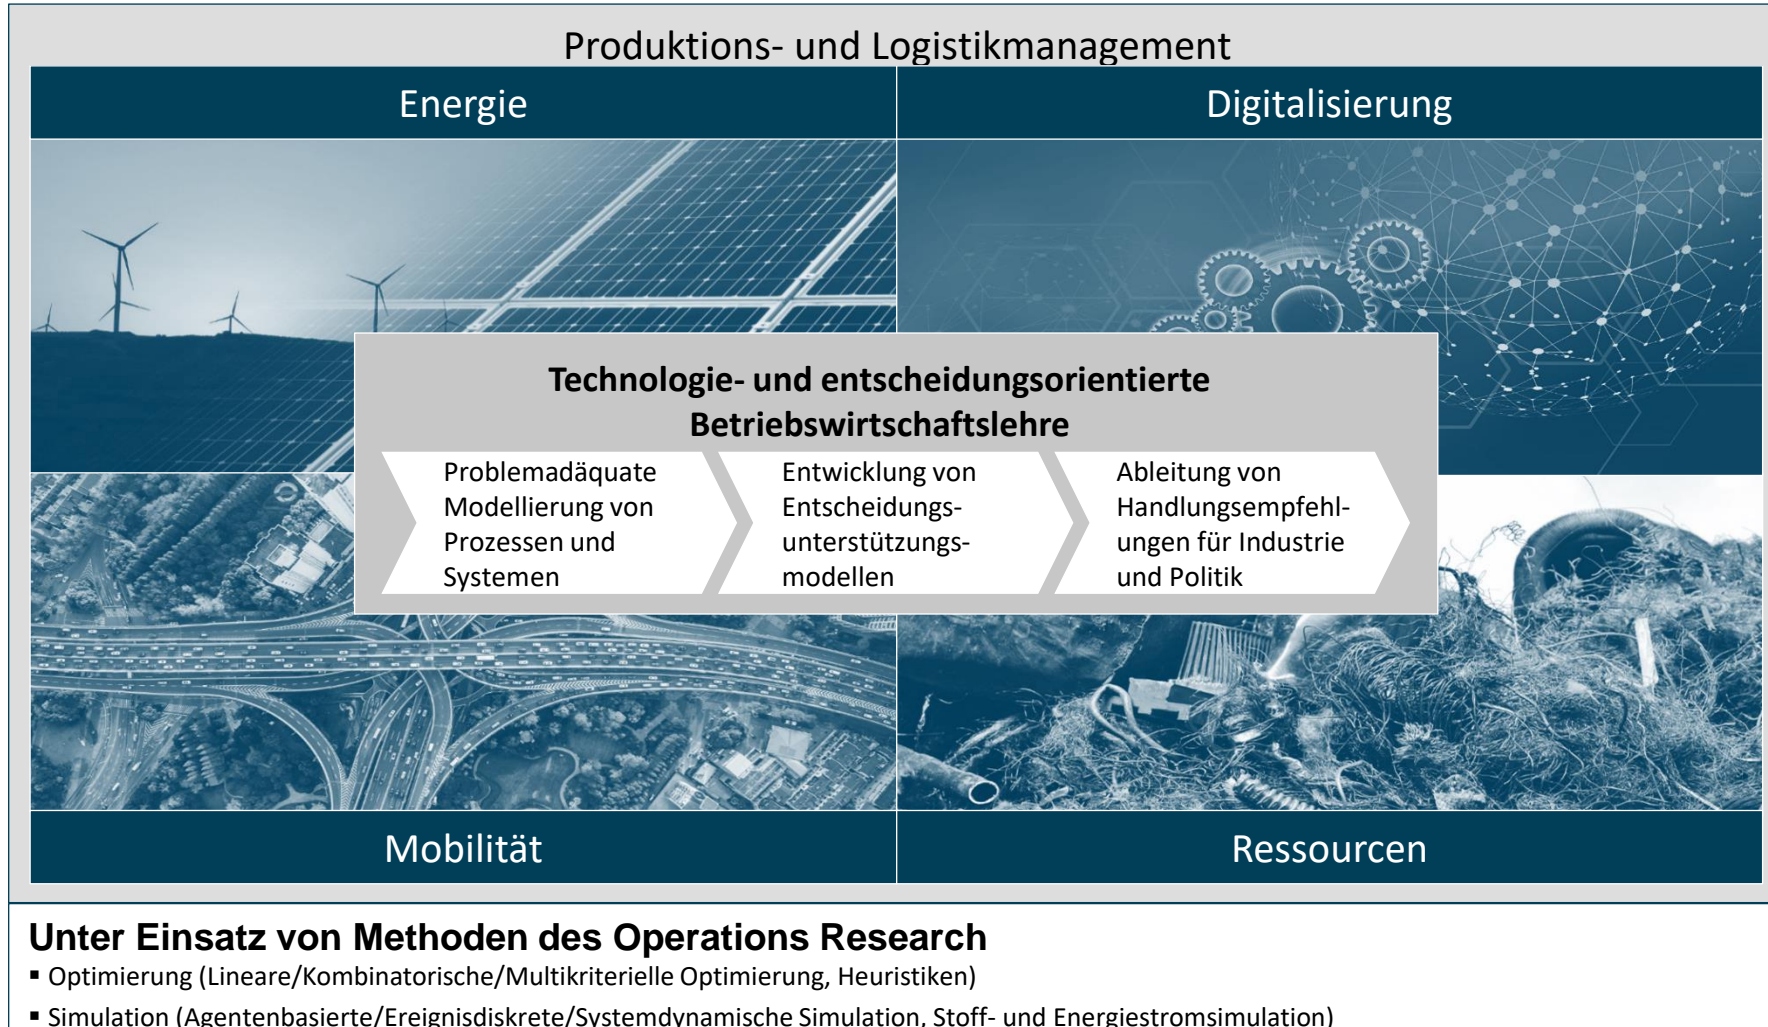 Produktions- und Logistikmanagement
Energie
Digitalisierung
Technologie- und entscheidungsorientierte
Betriebswirtschaftslehre
Problemadäquate
Modellierung von
Prozessen und
Systemen
Entwicklung von
Entscheidungs-
unterstützungs-
modellen
Ableitung von
Handlungsempfehl-
ungen für Industrie
und Politik
Mobilität
Ressourcen
Unter Einsatz von Methoden des Operations Research
▪ Optimierung (Lineare/Kombinatorische/Multikriterielle Optimierung, Heuristiken)
▪ Simulation (Agentenbasierte/Ereignisdiskrete/Systemdynamische Simulation, Stoff- und Energiestromsimulation)